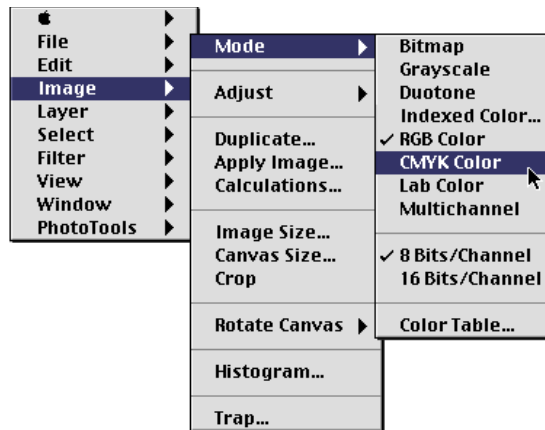 File
Edit
Image
Layer
Select
Filter
View
Window
PhotoTools
Mode
Adjust
Duplicate...
Apply Image...
Calculations...
Image Size...
Canvas Size...
Crop
Rotate Canvas
Histogram...
Trap...
Bitmap
Grayscale
Duotone
Indexed Color...
RGB Color
CMYK Color
Lab Color
Multichannel
8 Bits/Channel
16 Bits/Channel
Color Table...